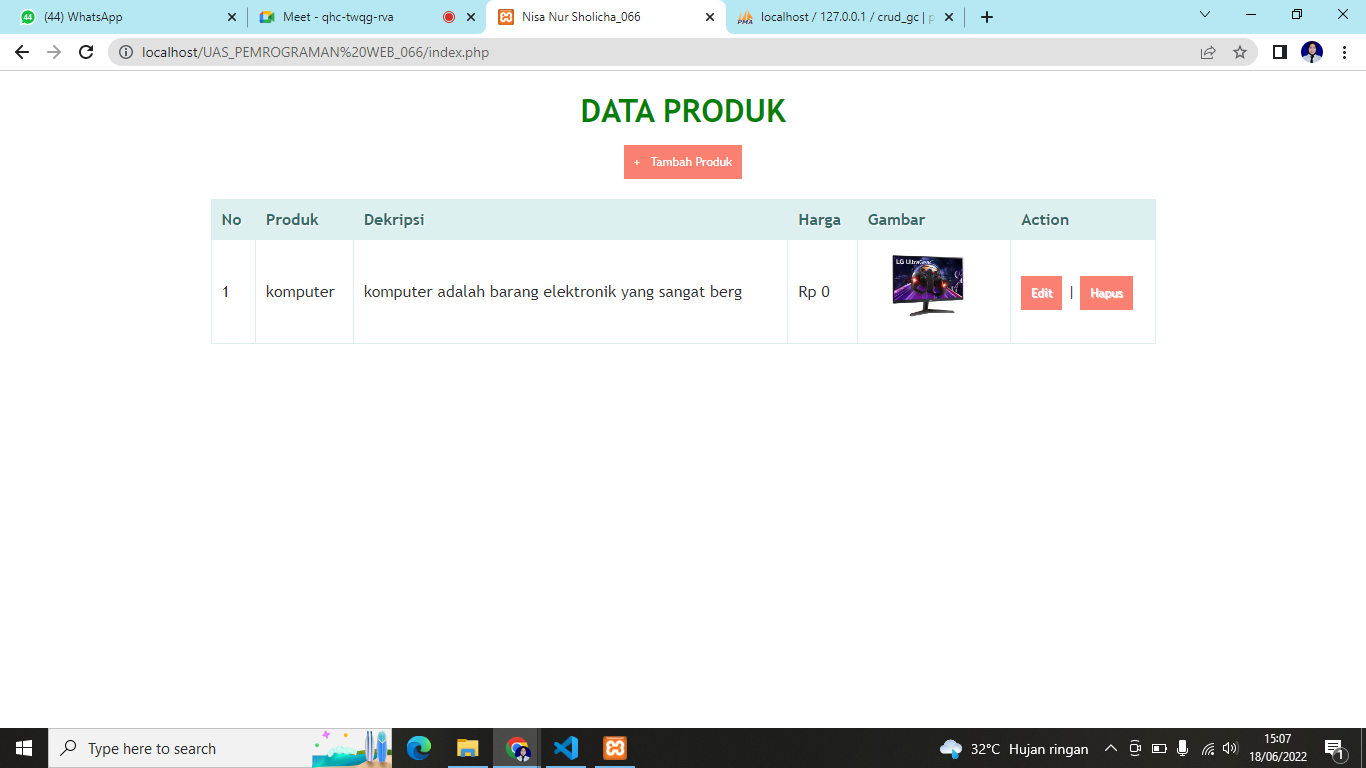 44
(44) WhatsApp
Meet - qhc-twqg-rva
Nisa Nur Sholicha_066
PMA
localhost / 127.0.0.1 / crud_gc | p
localhost/UAS_PEMROGRAMAN%20WEB_066/index.php
DATA PRODUK
+ Tambah Produk
No Produk Dekripsi Harga Gambar Action
LG UltraGear
1 komputer komputer adalah barang elektronik yang sangat berg Rp 0 Edit | Hapus
Type here to search
32°C Hujan ringan
15:07
18/06/2022
1